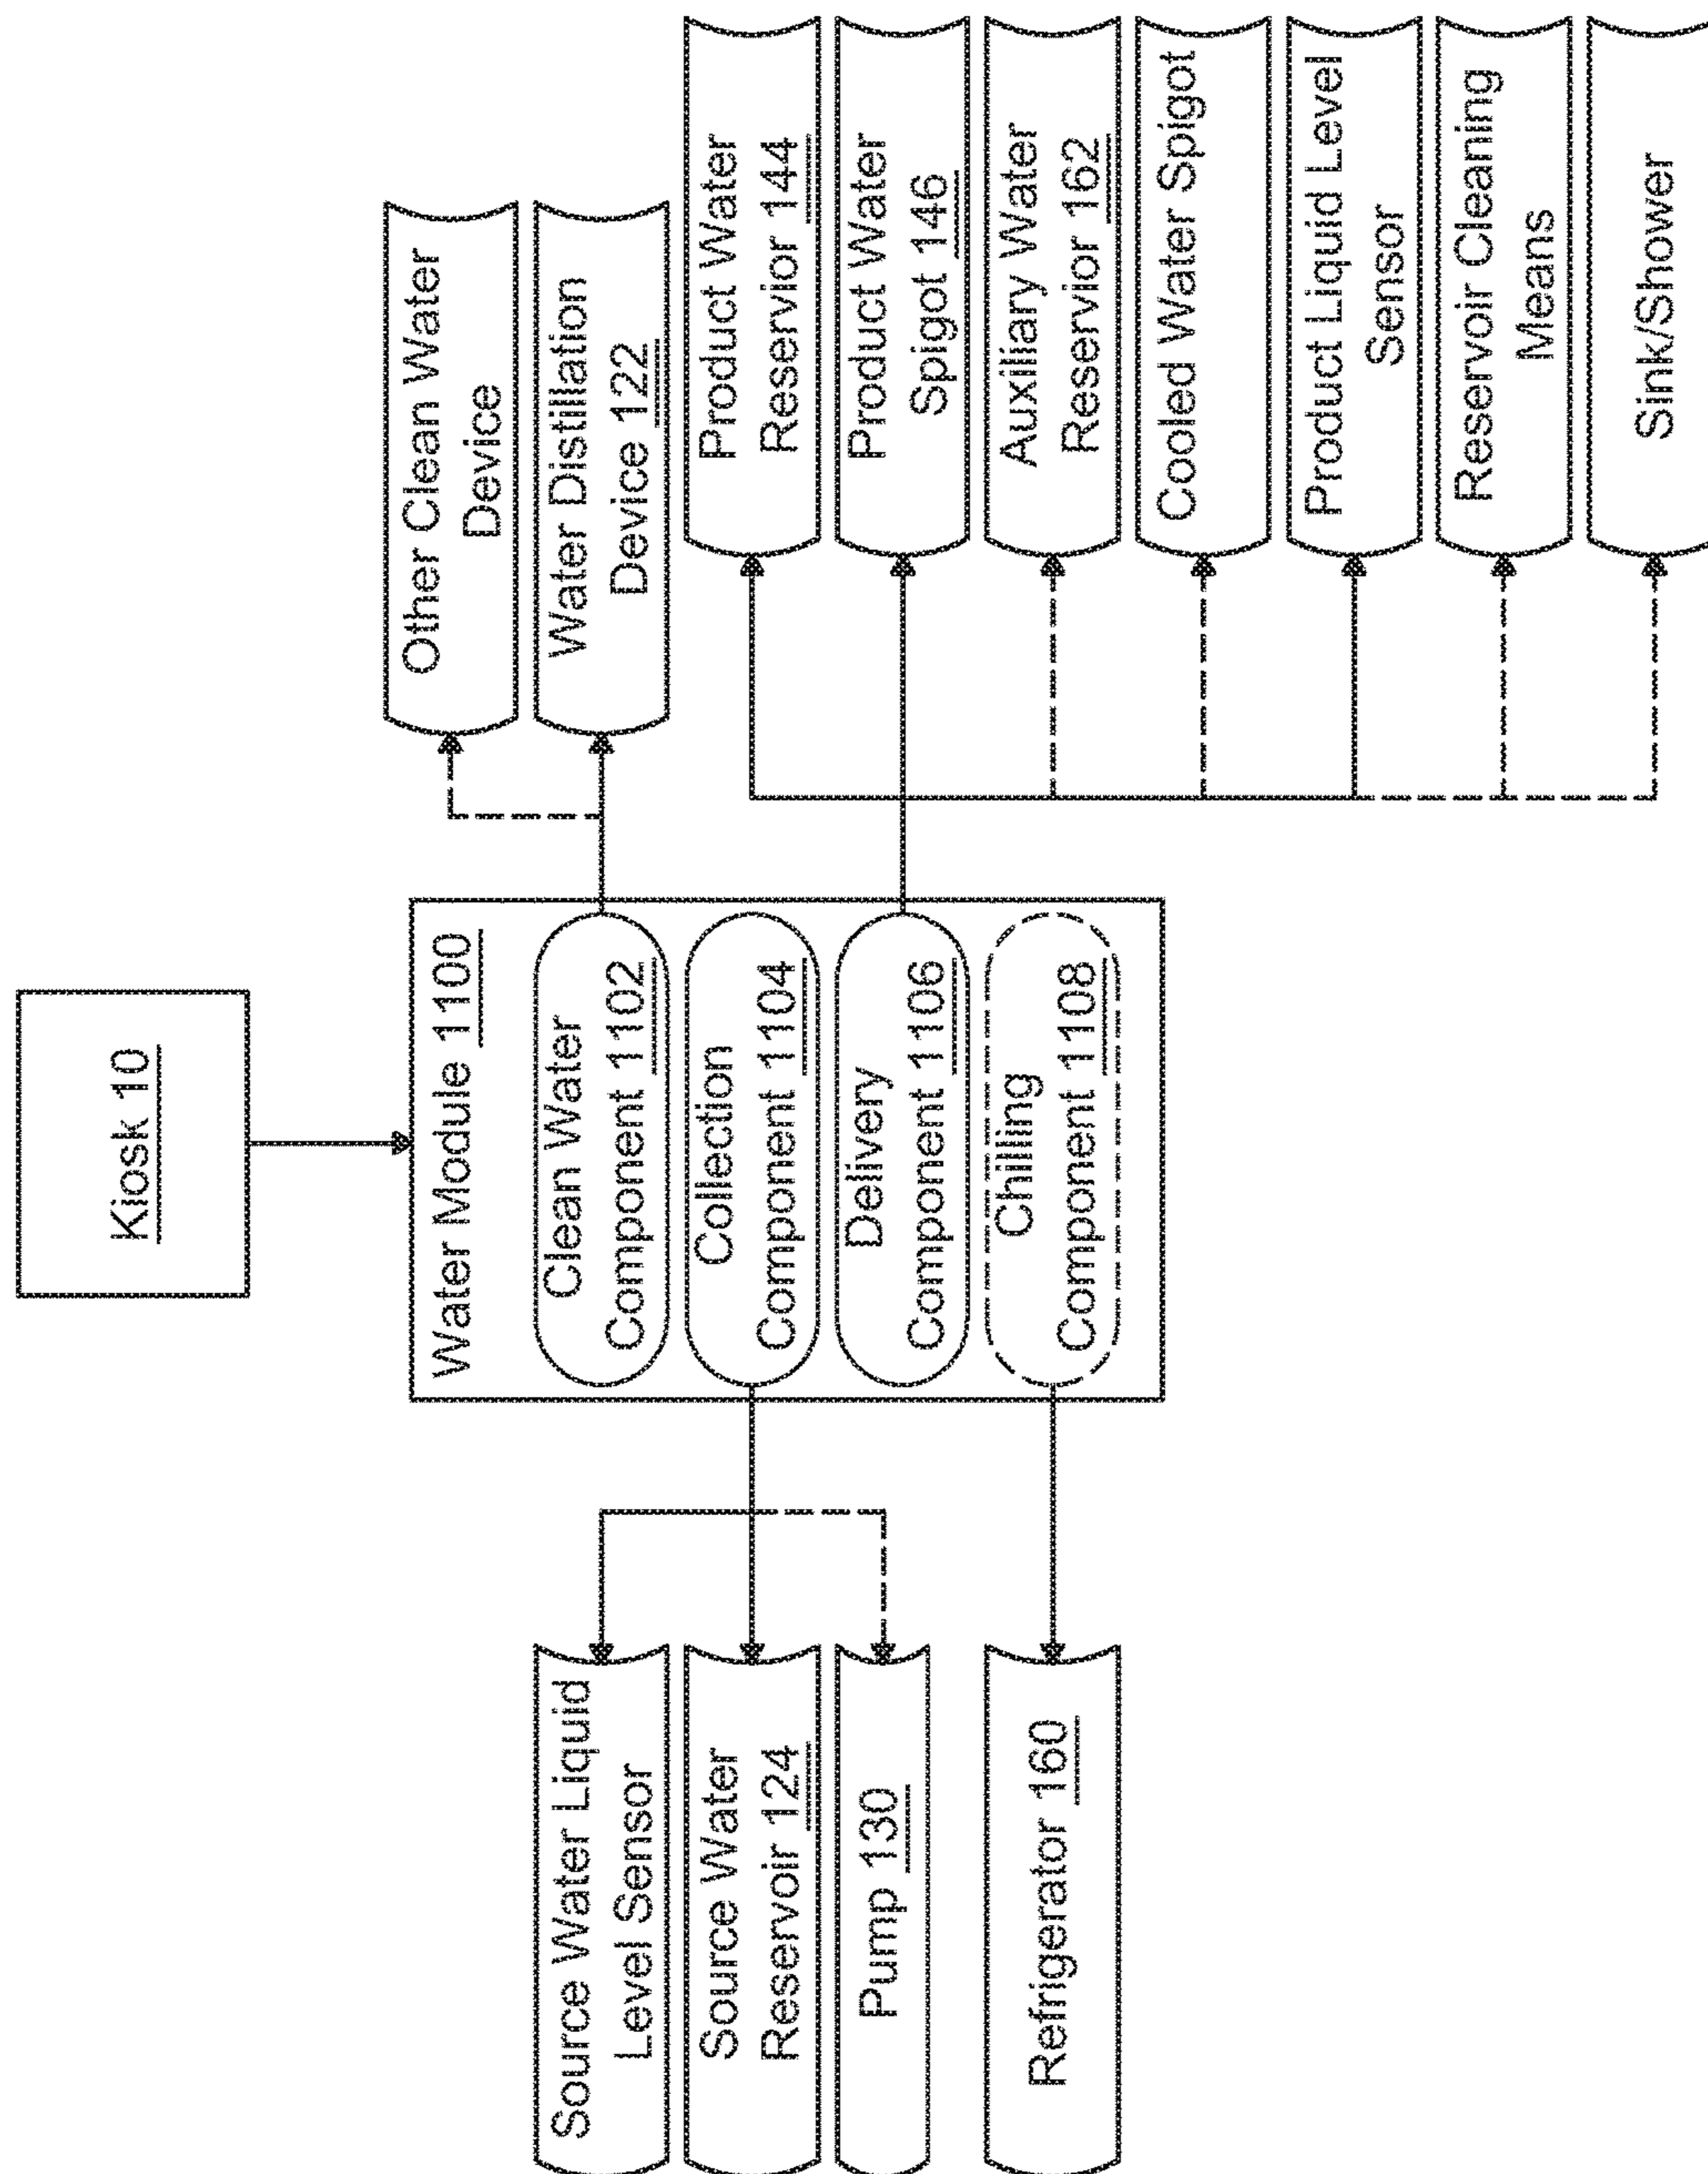 Kiosk 10
Water Module 1100
Clean Water
Component 1102
Collection
Component 1104
Delivery
Component 1106
Chilling
Component 1108
Source Water Liquid
Level Sensor
Source Water
Reservoir 124
Pump 130
Refrigerator 160
Other Clean Water
Device
Water Distillation
Device 122
Product Water
Reservior 144
Product Water
Spigot 146
Auxiliary Water
Reservior 162
Cooled Water Spigot
Product Liquid Level
Sensor
Reservoir Cleaning
Means
Sink/Shower